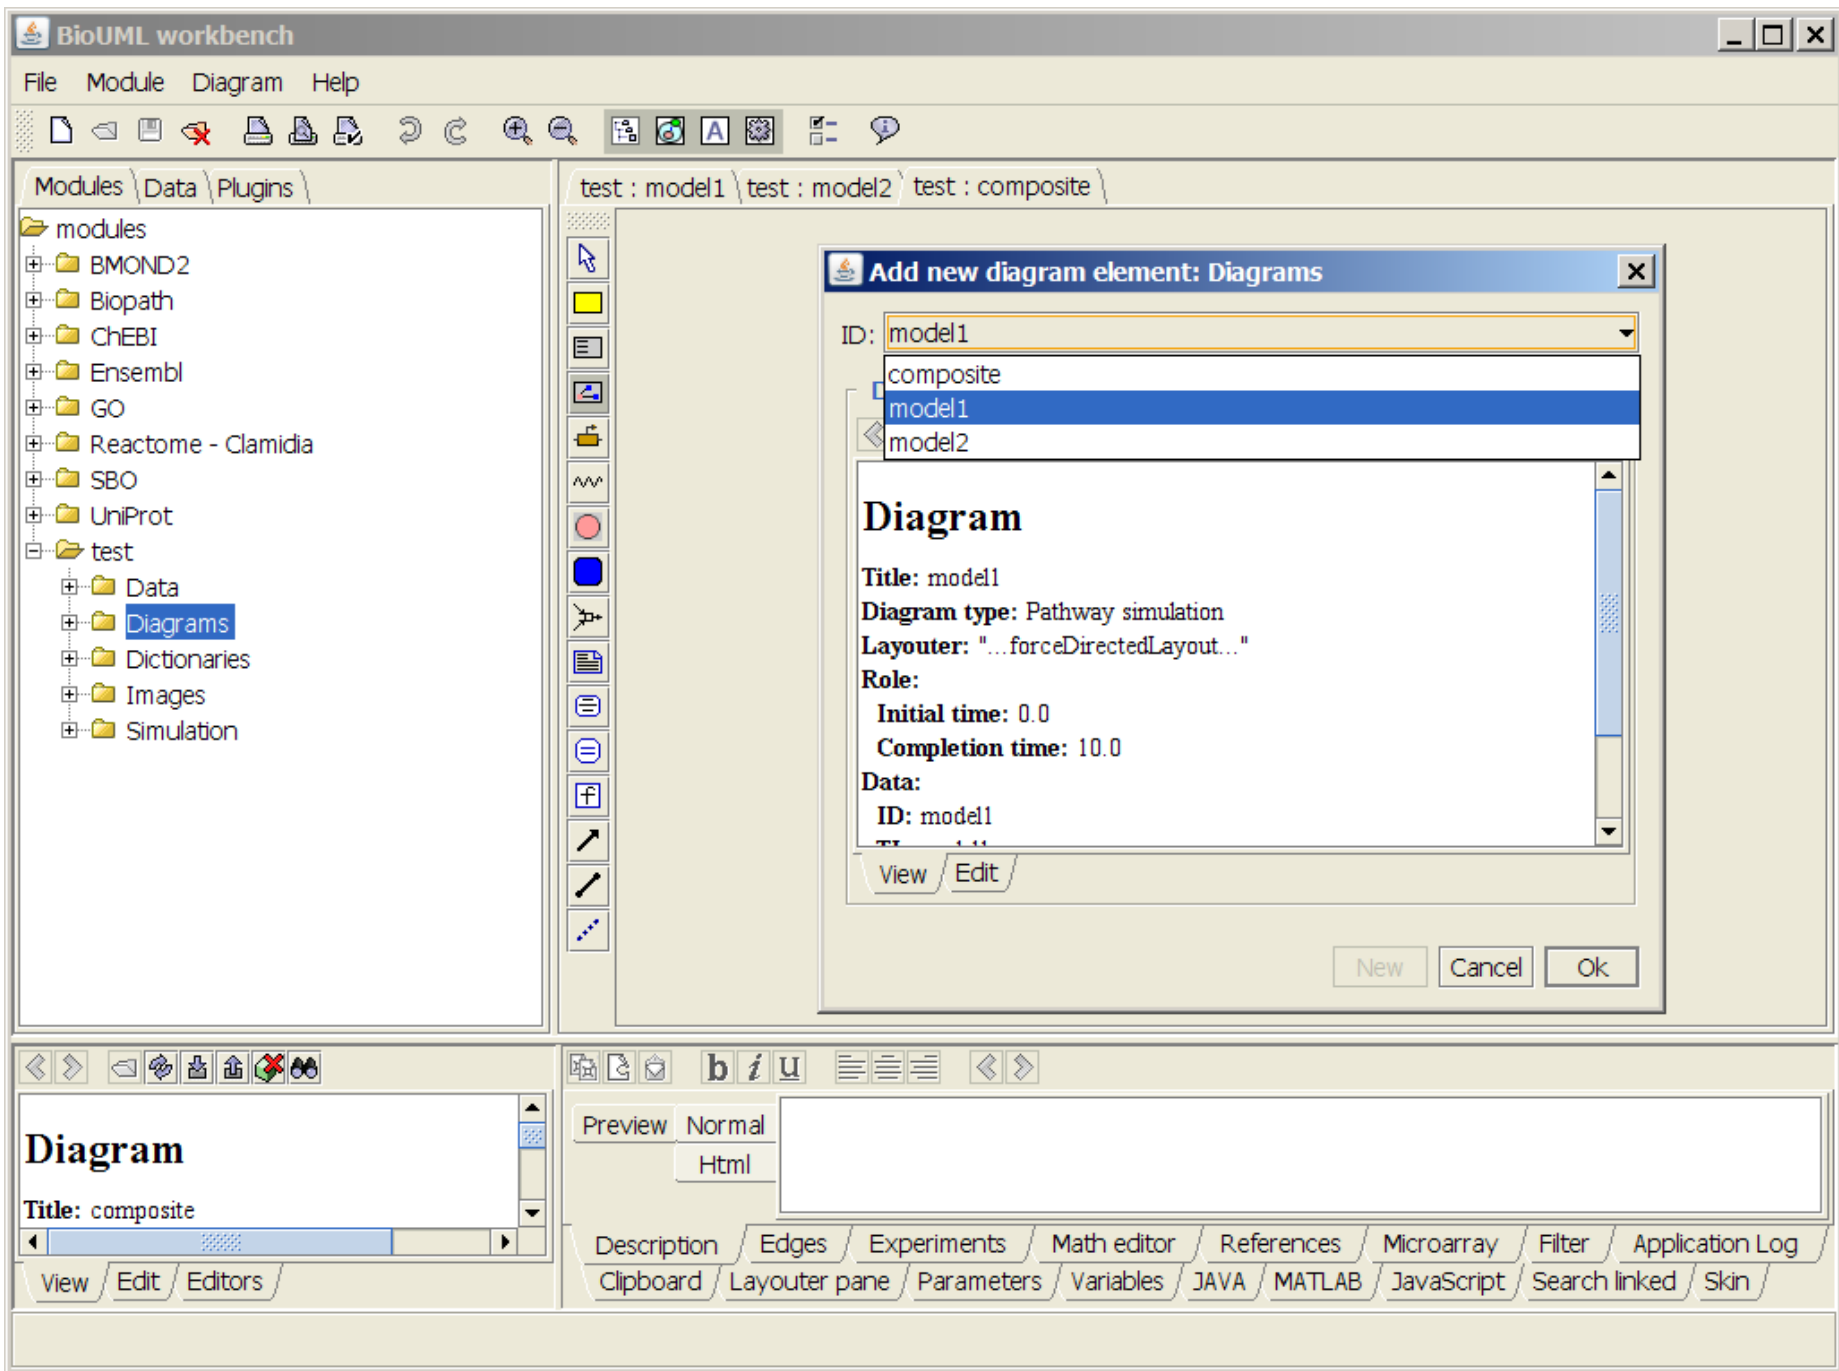 BioUML workbench
File Module Diagram Help
A
Modules Data Plugins
test : model1 test : model2 test : composite
modules
BMOND2
Biopath
ChEBI
Ensembl
GO
Reactome - Clamidia
SBO
UniProt
test
Data
Diagrams
Dictionaries
Images
Simulation
f
Add new diagram element: Diagrams
ID: model1
composite
model1
model2
Diagram
Title: model1
Diagram type: Pathway simulation
Layouter: "...forceDirectedLayout..."
Role:
Initial time: 0.0
Completion time: 10.0
Data:
ID: model1
View Edit
New Cancel Ok
Diagram
Title: composite
View Edit Editors
b i u
Preview Normal
Html
Description Edges Experiments Math editor References Microarray Filter Application Log
Clipboard Layouter pane Parameters Variables JAVA MATLAB JavaScript Search linked Skin